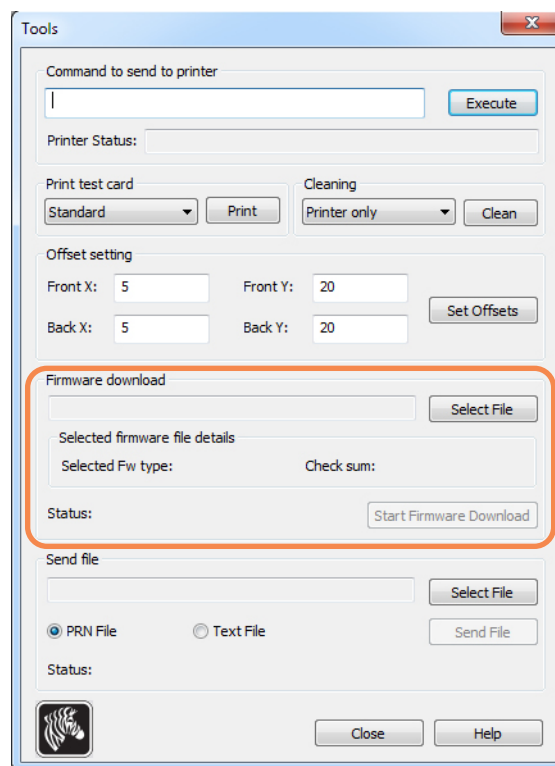 Tools
Command to send to printer
Execute
Printer Status:
Print test card
Standard
Print
Cleaning
Printer only
Clean
Offset setting
Front X: 5 Front Y: 20
Back X: 5 Back Y: 20
Set Offsets
Firmware download
Select File
Selected firmware file details
Selected Fw type: Check sum:
Status: Start Firmware Download
Send file
Select File
PRN File Text File Send File
Status:
Close Help